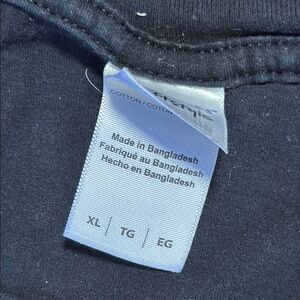 COTTON/COTON
Made in Bangladesh
Fabriqué au Bangladesh
Hecho en Bangladesh
XL | TG | EG